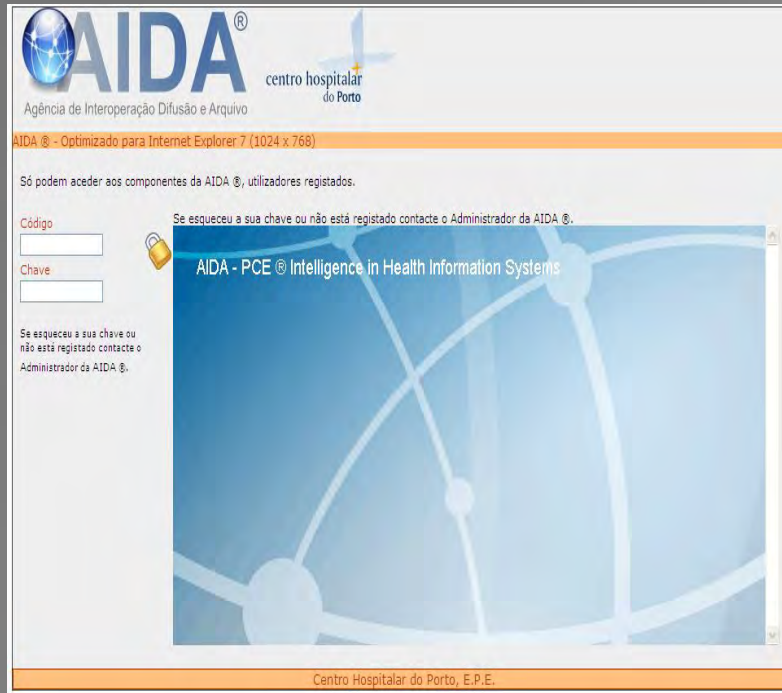 AIDA®
centro hospitalar
do Porto
Agência de Interoperação Difusão e Arquivo
AIDA ® - Optimizado para Internet Explorer 7 (1024 x 768)
Só podem aceder aos componentes da AIDA ®, utilizadores registados.
Se esqueceu a sua chave ou não está registado contacte o Administrador da AIDA ®.
Código
Chave
Se esqueceu a sua chave ou
não está registado contacte o
Administrador da AIDA ®.
AIDA - PCE ® Intelligence in Health Information Systems
Centro Hospitalar do Porto, E.P.E.